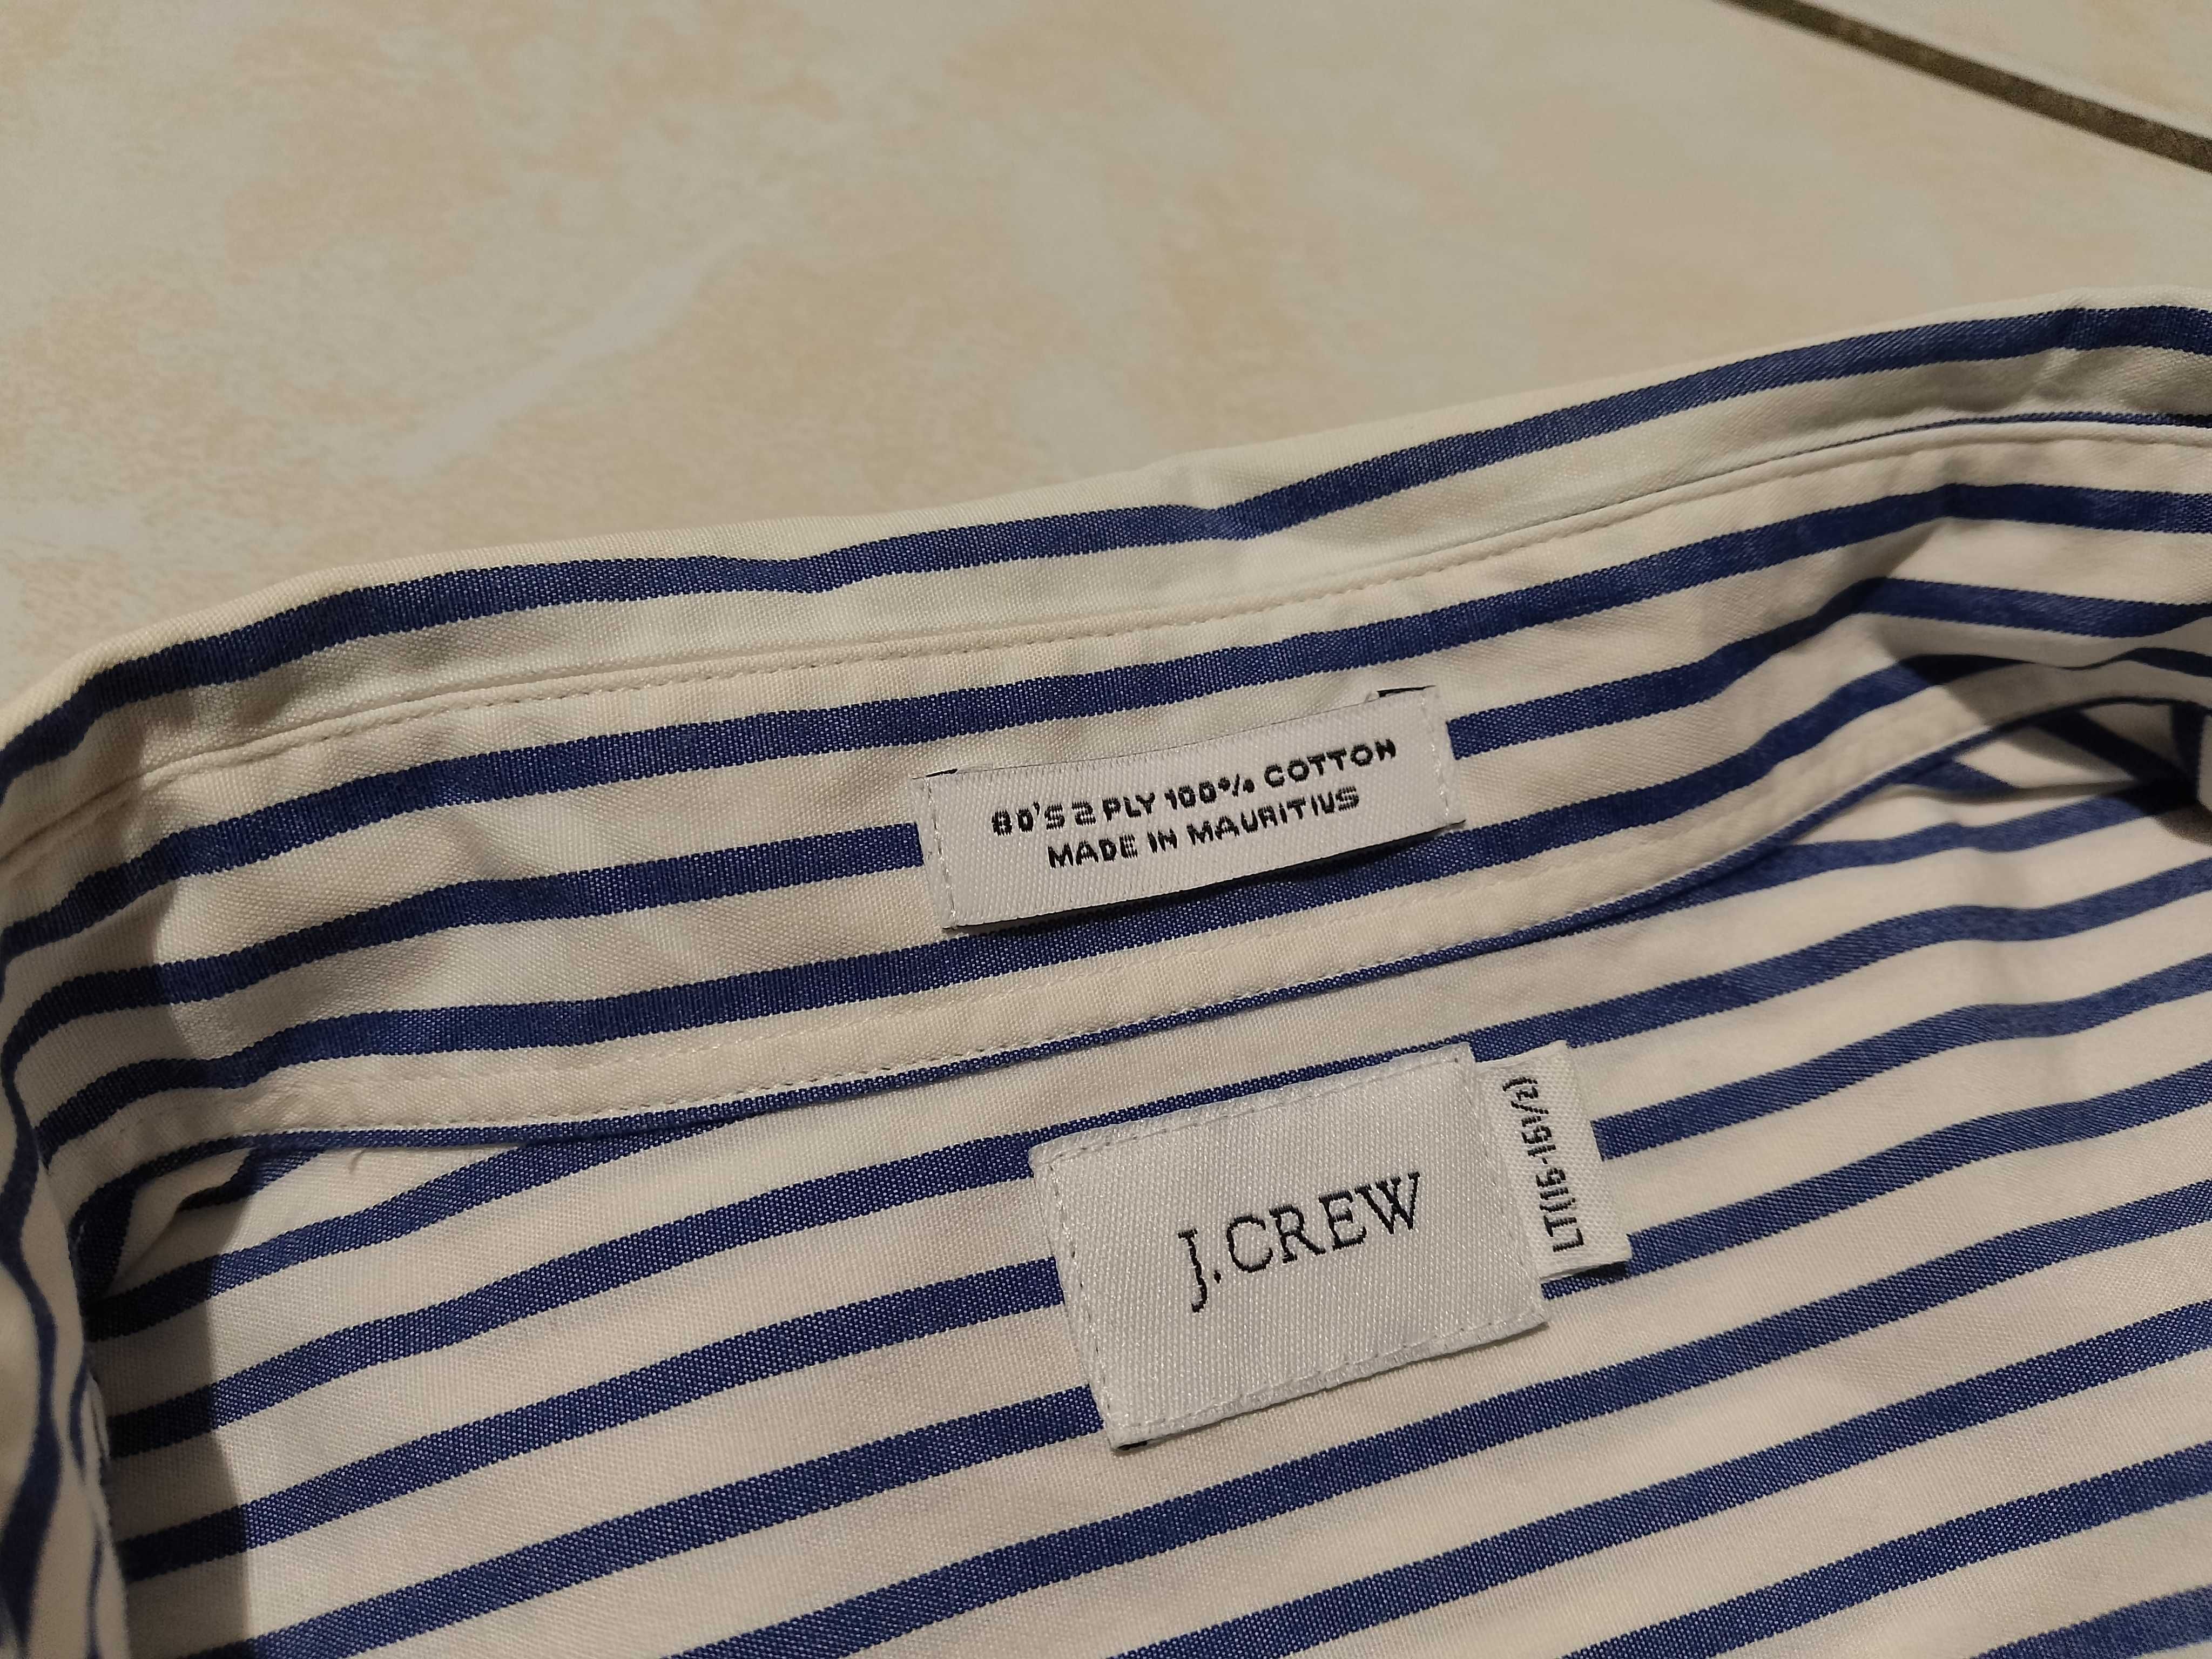 80'S 2 PLY 100% COTTON
MADE IN MAURITIUS
J.CREW
LT(16-16 1/2)